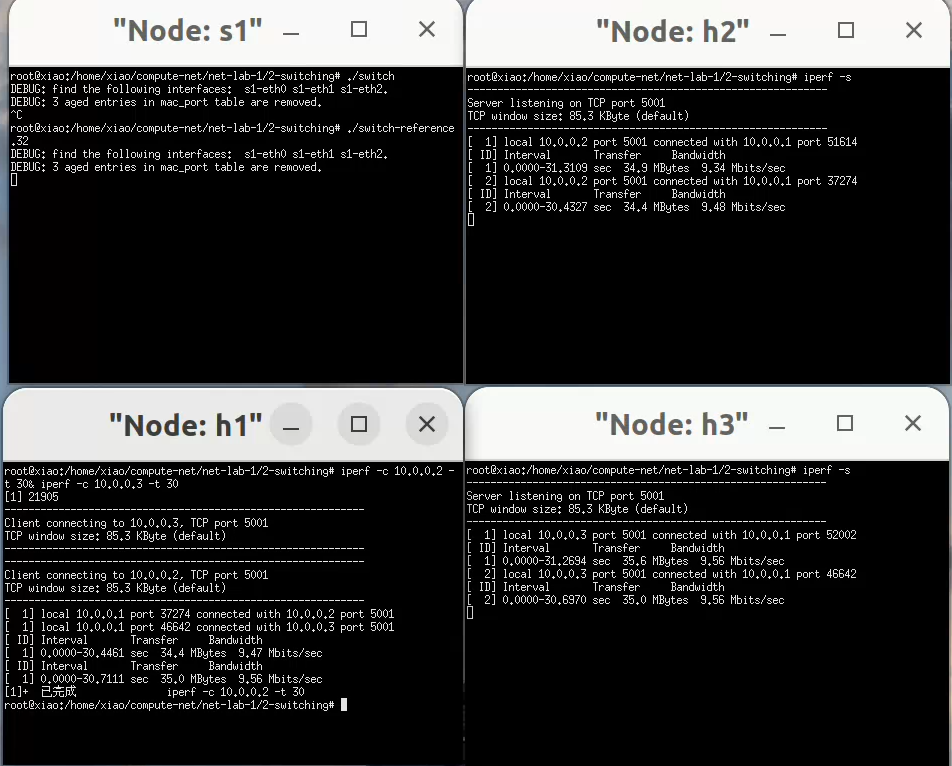 "Node: s1"
root@xiao:/home/xiao/compute-net/net-lab-1/2-switching# ./switch
DEBUG: find the following interfaces:  s1-eth0 s1-eth1 s1-eth2.
DEBUG: 3 aged entries in mac_port table are removed.
^C
root@xiao:/home/xiao/compute-net/net-lab-1/2-switching# ./switch-reference
.32
DEBUG: find the following interfaces:  s1-eth0 s1-eth1 s1-eth2.
DEBUG: 3 aged entries in mac_port table are removed.
"Node: h2"
root@xiao:/home/xiao/compute-net/net-lab-1/2-switching# iperf -s
------------------------------------------------------------
Server listening on TCP port 5001
TCP window size: 85.3 KByte (default)
------------------------------------------------------------
[  1] local 10.0.0.2 port 5001 connected with 10.0.0.1 port 51614
[ ID] Interval       Transfer     Bandwidth
[  1] 0.0000-31.3109 sec  34.9 MBytes  9.34 Mbits/sec
[  2] local 10.0.0.2 port 5001 connected with 10.0.0.1 port 37274
[ ID] Interval       Transfer     Bandwidth
[  2] 0.0000-30.4327 sec  34.4 MBytes  9.48 Mbits/sec
"Node: h1"
root@xiao:/home/xiao/compute-net/net-lab-1/2-switching# iperf -c 10.0.0.2 -
t 30& iperf -c 10.0.0.3 -t 30
[1] 21905
------------------------------------------------------------
Client connecting to 10.0.0.3, TCP port 5001
TCP window size: 85.3 KByte (default)
------------------------------------------------------------
------------------------------------------------------------
Client connecting to 10.0.0.2, TCP port 5001
TCP window size: 85.3 KByte (default)
------------------------------------------------------------
[  1] local 10.0.0.1 port 37274 connected with 10.0.0.2 port 5001
[  1] local 10.0.0.1 port 46642 connected with 10.0.0.3 port 5001
[ ID] Interval       Transfer     Bandwidth
[  1] 0.0000-30.4461 sec  34.4 MBytes  9.47 Mbits/sec
[ ID] Interval       Transfer     Bandwidth
[  1] 0.0000-30.7111 sec  35.0 MBytes  9.56 Mbits/sec
[1]+  已完成               iperf -c 10.0.0.2 -t 30
root@xiao:/home/xiao/compute-net/net-lab-1/2-switching#
"Node: h3"
root@xiao:/home/xiao/compute-net/net-lab-1/2-switching# iperf -s
------------------------------------------------------------
Server listening on TCP port 5001
TCP window size: 85.3 KByte (default)
------------------------------------------------------------
[  1] local 10.0.0.3 port 5001 connected with 10.0.0.1 port 52002
[ ID] Interval       Transfer     Bandwidth
[  1] 0.0000-31.2694 sec  35.6 MBytes  9.56 Mbits/sec
[  2] local 10.0.0.3 port 5001 connected with 10.0.0.1 port 46642
[ ID] Interval       Transfer     Bandwidth
[  2] 0.0000-30.6970 sec  35.0 MBytes  9.56 Mbits/sec